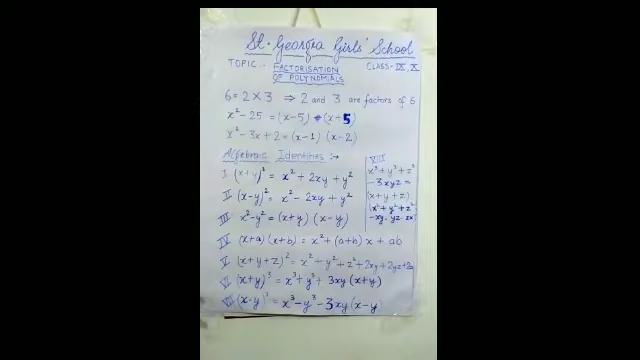 St. Georgia Girls' School
TOPIC :- FACTORISATION OF POLYNOMIALS
CLASS - IX, X
6 = 2 × 3 ⇒ 2 and 3 are factors of 6
x² - 25 = (x - 5) (x + 5)
x² - 3x + 2 = (x - 1) (x - 2)
Algebraic Identities :-
I (x + y)² = x² + 2xy + y²
II (x - y)² = x² - 2xy + y²
III x² - y² = (x + y) (x - y)
IV (x + a) (x + b) = x² + (a + b) x + ab
V (x + y + z)² = x² + y² + z² + 2xy + 2yz + 2
VI (x + y)³ = x³ + y³ + 3xy (x + y)
VII (x - y)³ = x³ - y³ - 3xy (x - y)
VIII
x³ + y³ + z³
- 3xyz =
(x + y + z)
(x² + y² + z²
- xy - yz - zx)